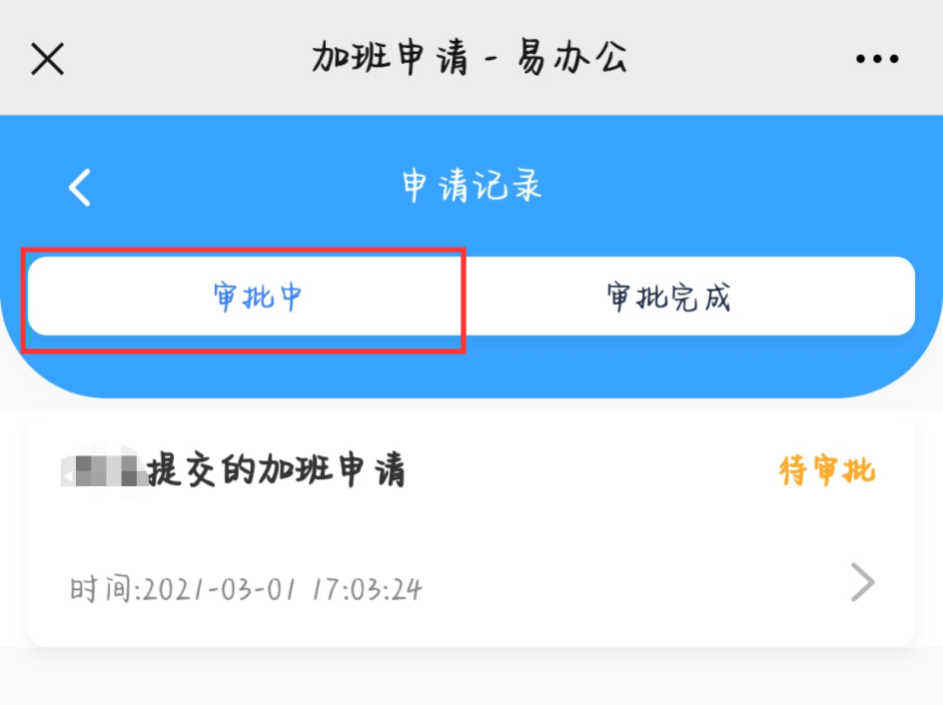 加班申请 - 易办公
申请记录
审批中 审批完成
提交的加班申请 待审批
时间:2021-03-01 17:03:24